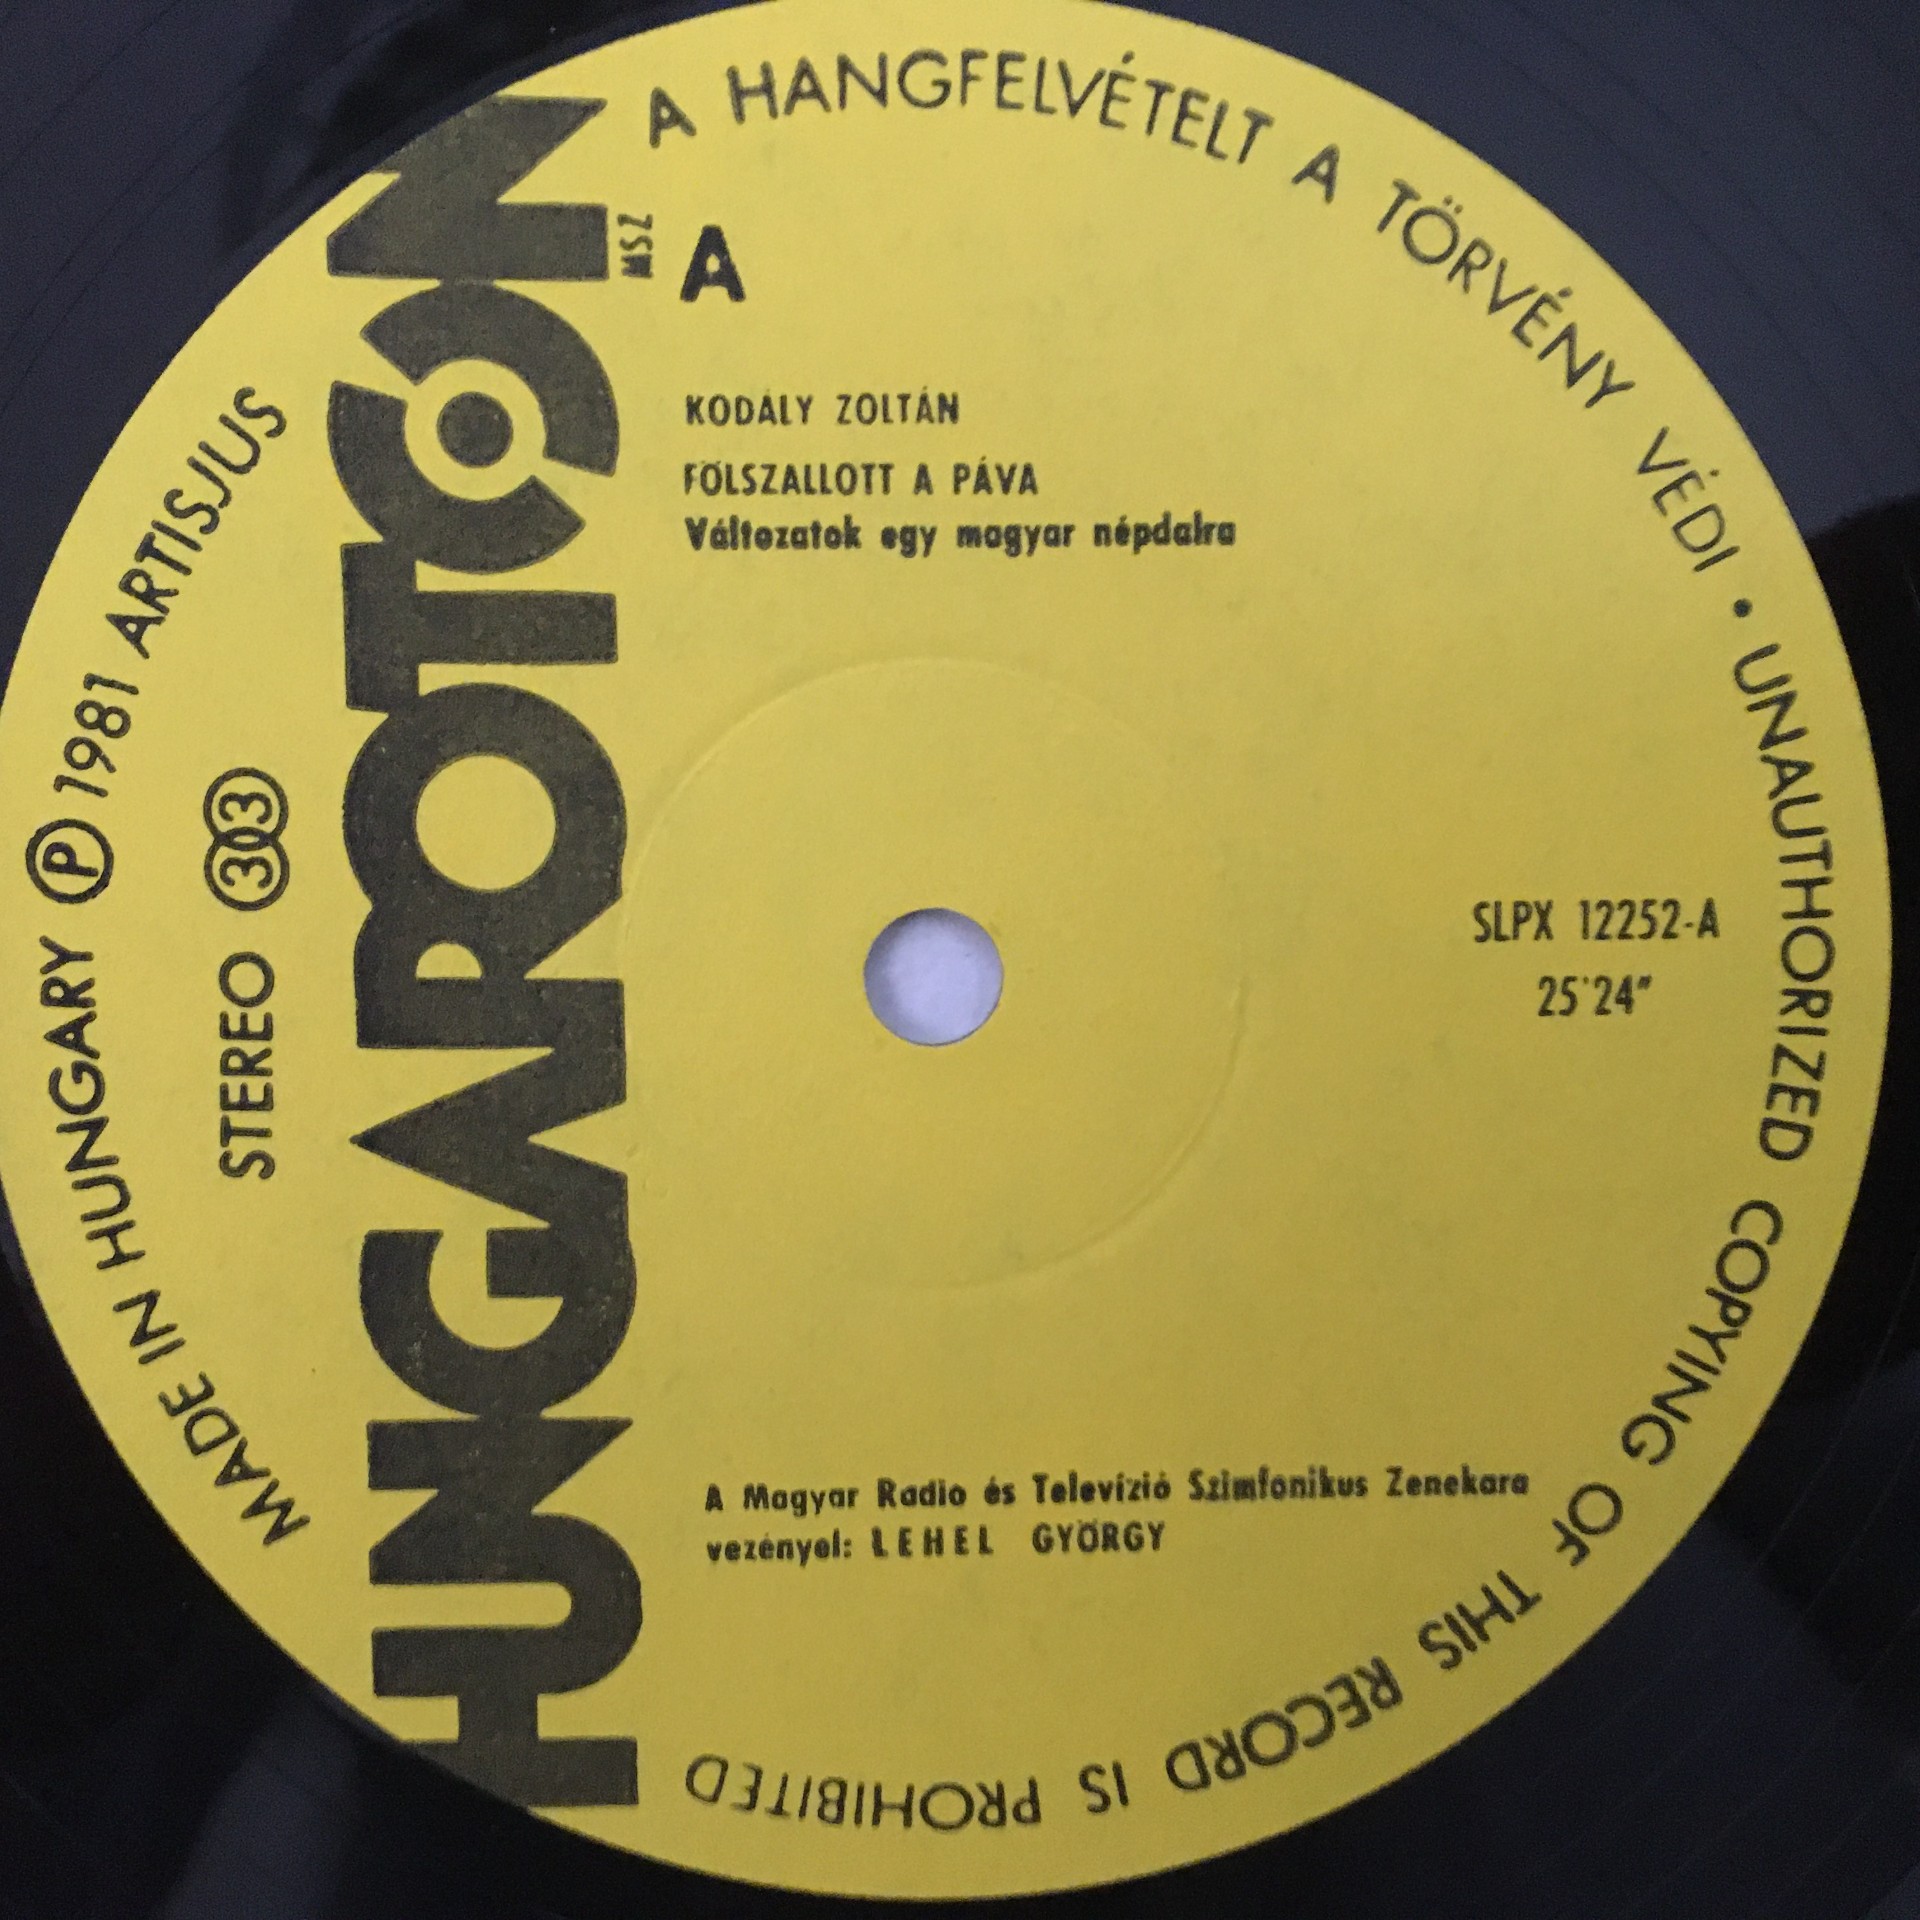 A HANGFELVÉTELT A TÖRVÉNY VÉDI • UNAUTHORIZED COPYING OF THIS RECORD IS PROHIBITED
MADE IN HUNGARY Ⓟ 1981 ARTISJUS
STEREO 33
HUNGAROTON
MSZ
A
KODÁLY ZOLTÁN
FÖLSZALLOTT A PÁVA
Változatok egy magyar népdalra
SLPX 12252-A
25'24"
A Magyar Radio és Televízió Szimfonikus Zenekara
vezényel: LEHEL GYÖRGY